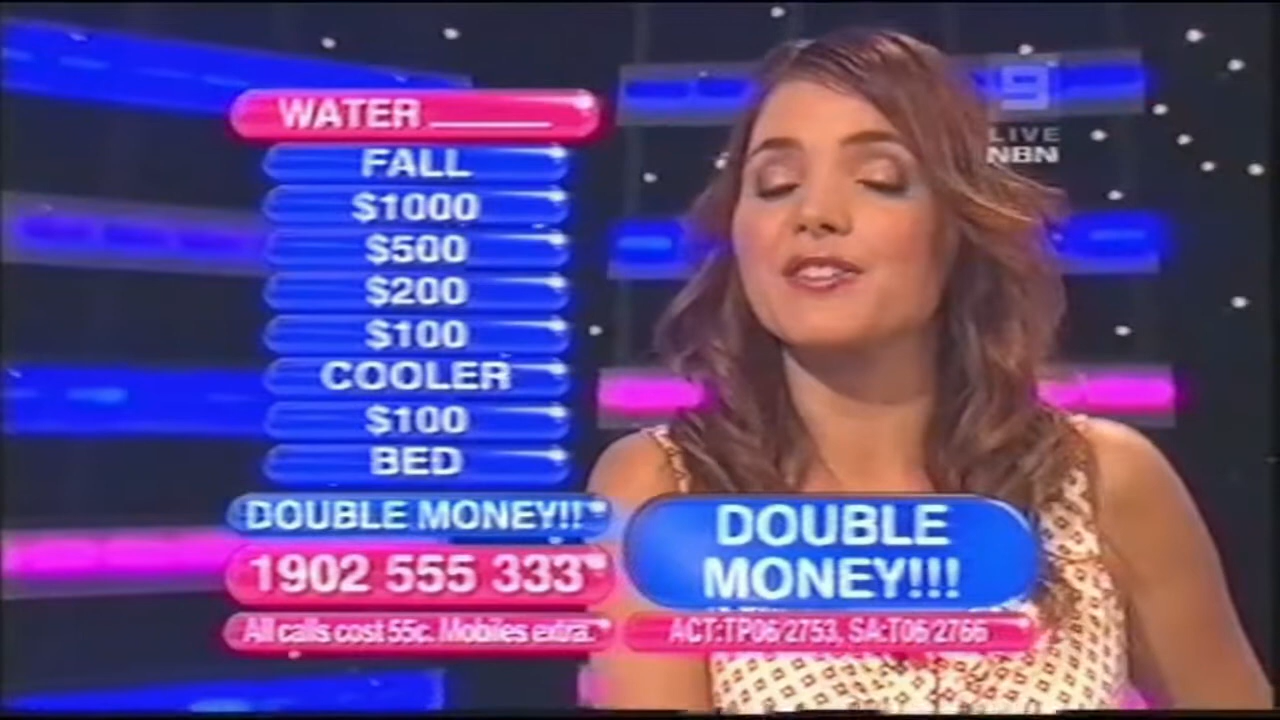 WATER ________
FALL
$1000
$500
$200
$100
COOLER
$100
BED
DOUBLE MONEY!!
1902 555 333
All calls cost 55c. Mobiles extra.
DOUBLE
MONEY!!!
ACT:TP06/2753, SA:T06/2766
9
LIVE
NBN